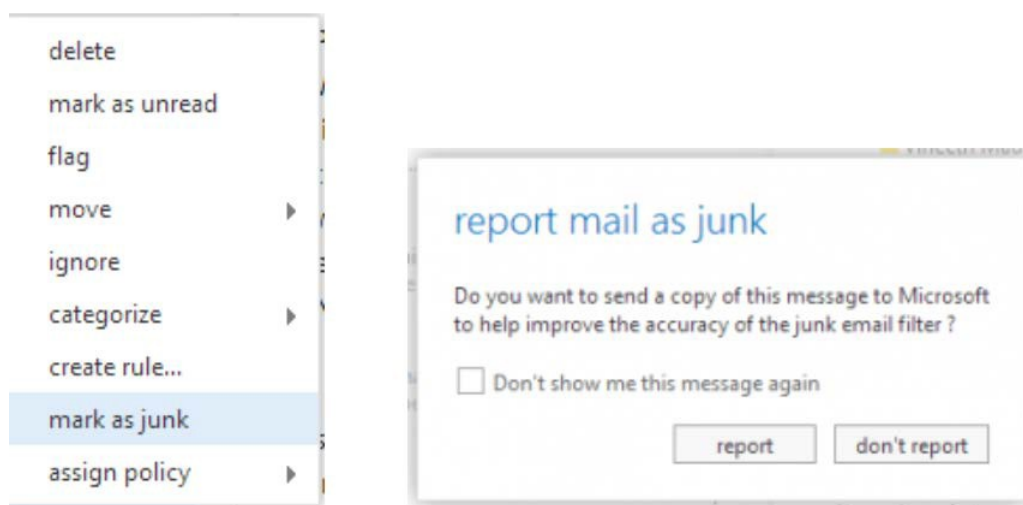 delete
mark as unread
flag
move
ignore
categorize
create rule...
mark as junk
assign policy
report mail as junk
Do you want to send a copy of this message to Microsoft
to help improve the accuracy of the junk email filter ?
Don't show me this message again
report
don't report